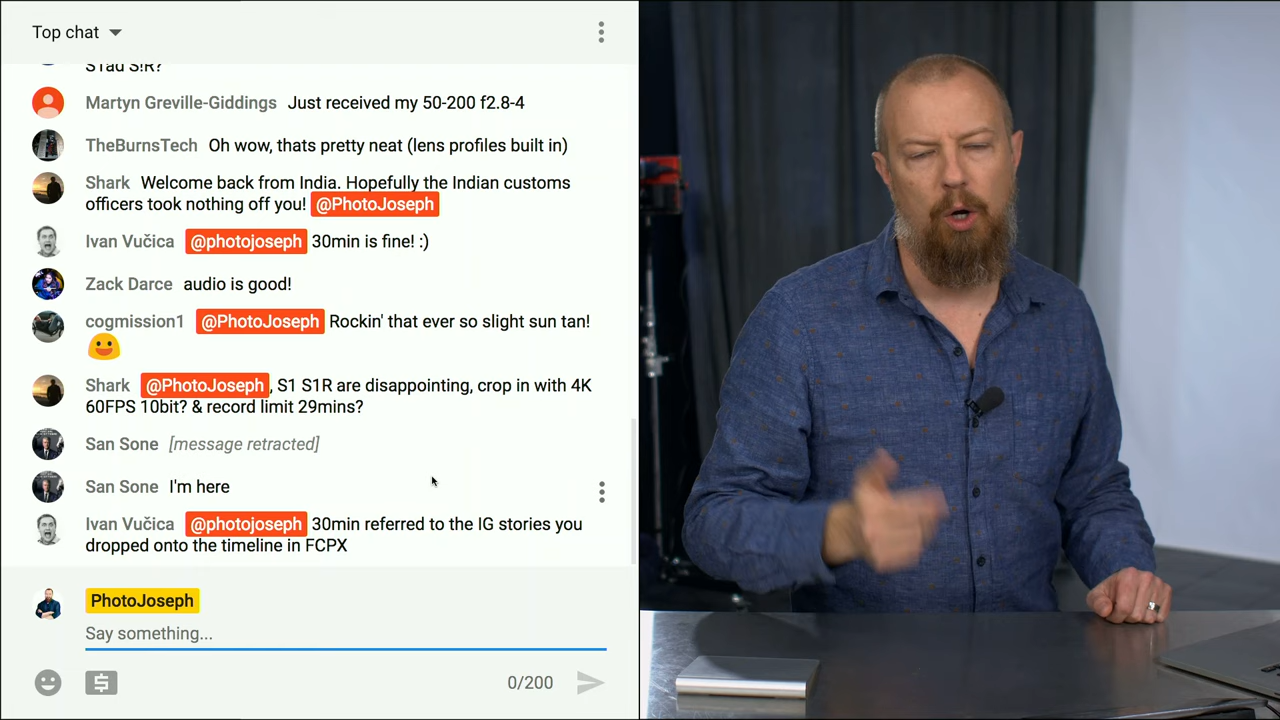 Top chat
STad S!R?
Martyn Greville-Giddings Just received my 50-200 f2.8-4
TheBurnsTech Oh wow, thats pretty neat (lens profiles built in)
Shark Welcome back from India. Hopefully the Indian customs
officers took nothing off you! @PhotoJoseph
Ivan Vučica @photojoseph 30min is fine! :)
Zack Darce audio is good!
cogmission1 @PhotoJoseph Rockin' that ever so slight sun tan!
Shark @PhotoJoseph, S1 S1R are disappointing, crop in with 4K
60FPS 10bit? & record limit 29mins?
San Sone [message retracted]
San Sone I'm here
Ivan Vučica @photojoseph 30min referred to the IG stories you
dropped onto the timeline in FCPX
PhotoJoseph
Say something...
0/200